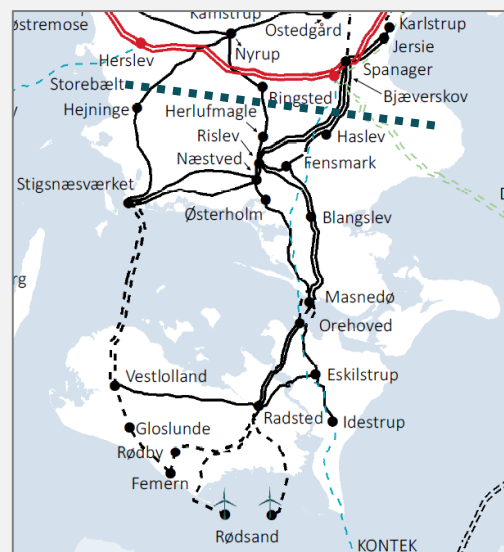 Kamstrup
Ostedgård
Karlstrup
Jersie
Nyrup
Herslev
Spanager
Storebælt
Ringsted
Bjæverskov
Hejninge
Herlufmagle
Rislev
Haslev
Næstved
Fensmark
Stigsnæsværket
Østerholm
Blangslev
Masnedø
Orehoved
Vestlolland
Eskilstrup
Gloslunde
Radsted
Idestrup
Rødby
Femern
Rødsand
KONTEK